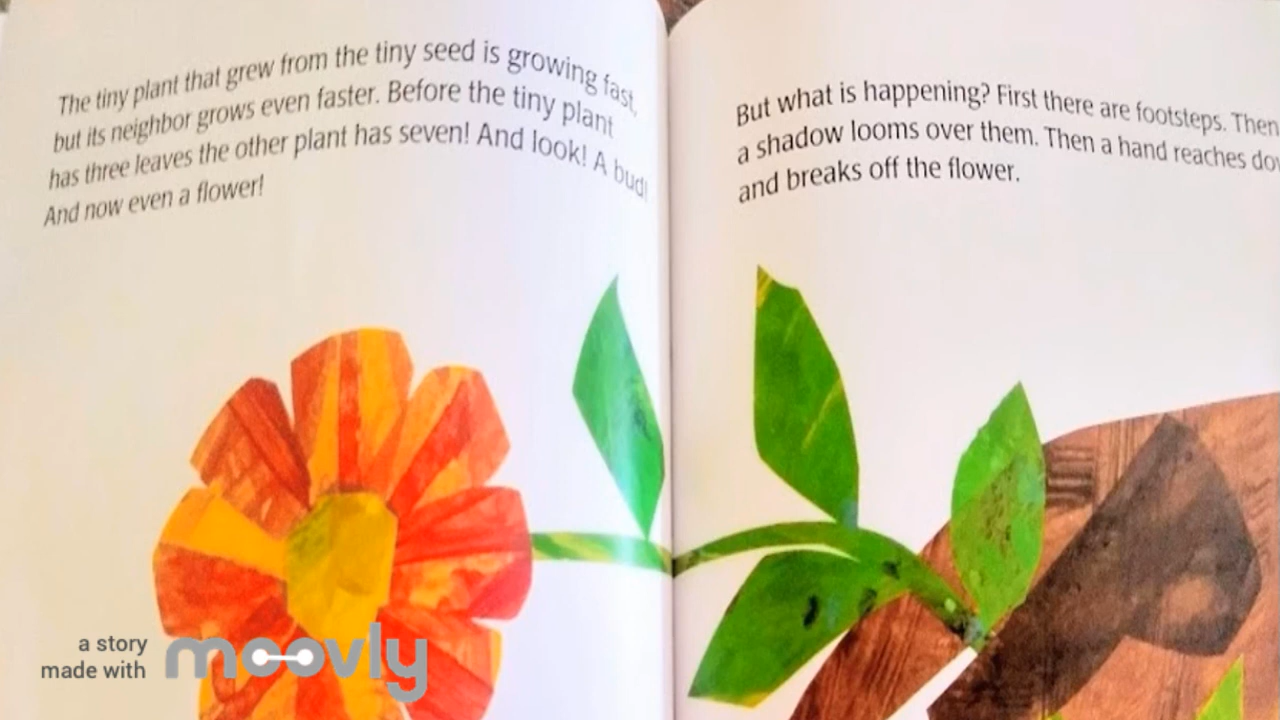 The tiny plant that grew from the tiny seed is growing fast,
but its neighbor grows even faster. Before the tiny plant
has three leaves the other plant has seven! And look! A bud!
And now even a flower!
But what is happening? First there are footsteps. Then
a shadow looms over them. Then a hand reaches
and breaks off the flower.
a story
made with
moovly